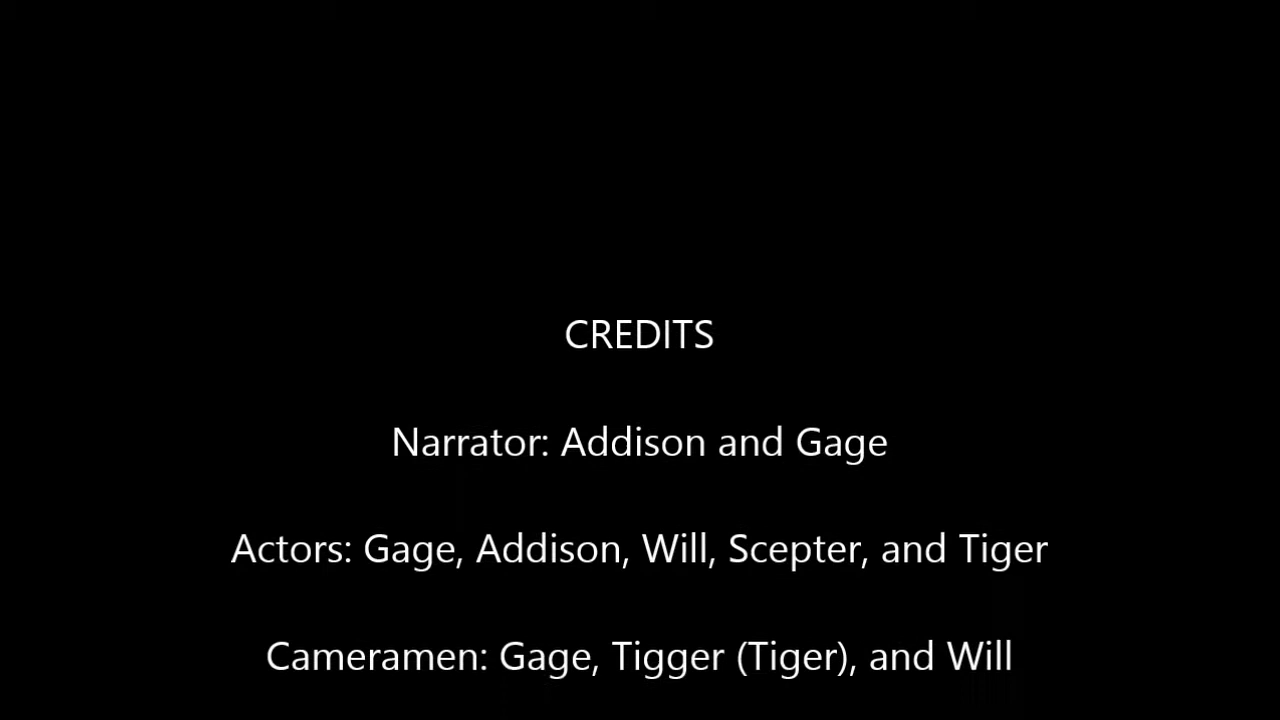 CREDITS
Narrator: Addison and Gage
Actors: Gage, Addison, Will, Scepter, and Tiger
Cameramen: Gage, Tigger (Tiger), and Will